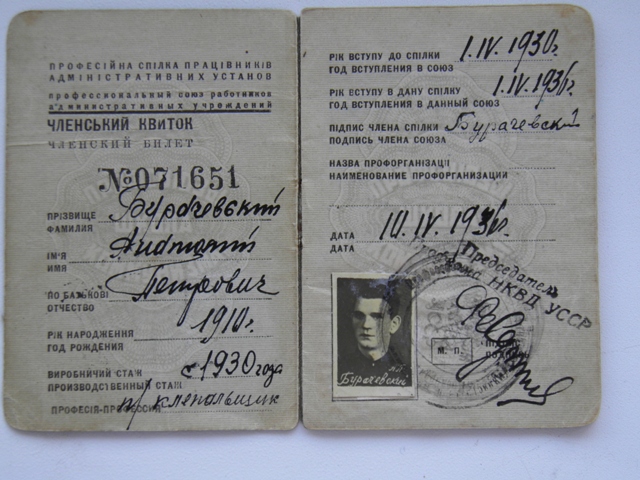 ПРОФЕСІЙНА СПІЛКА ПРАЦІВНИКІВ
АДМІНІСТРАТИВНИХ УСТАНОВ
ПРОФЕССИОНАЛЬНЫЙ СОЮЗ РАБОТНИКОВ
АДМИНИСТРАТИВНЫХ УЧРЕЖДЕНИЙ
ЧЛЕНСЬКИЙ КВИТОК
ЧЛЕНСКИЙ БИЛЕТ
№071651
ПРІЗВИЩЕ Бурачевский
ФАМИЛИЯ
ІМ'Я Анатолий
ИМЯ
ПО БАТЬКОВІ Петрович
ОТЧЕСТВО
РІК НАРОДЖЕННЯ 1910 г.
ГОД РОЖДЕНИЯ
ВИРОБНИЧИЙ СТАЖ с 1930 года
ПРОИЗВОДСТВЕННЫЙ СТАЖ
ПРОФЕСІЯ-ПРОФЕССИЯ клепальщик
РІК ВСТУПУ ДО СПІЛКИ 1.IV.1930г.
ГОД ВСТУПЛЕНИЯ В СОЮЗ
РІК ВСТУПУ В ДАНУ СПІЛКУ 1.IV.1936г.
ГОД ВСТУПЛЕНИЯ В ДАННЫЙ СОЮЗ
ПІДПИС ЧЛЕНА СПІЛКИ Бурачевский
ПОДПИСЬ ЧЛЕНА СОЮЗА
НАЗВА ПРОФОРГАНІЗАЦІЇ
НАИМЕНОВАНИЕ ПРОФОРГАНИЗАЦИИ
ДАТА 10.IV.1936г.
ДАТА
Председатель
НКВД УССР
М. П.
Бурачевский